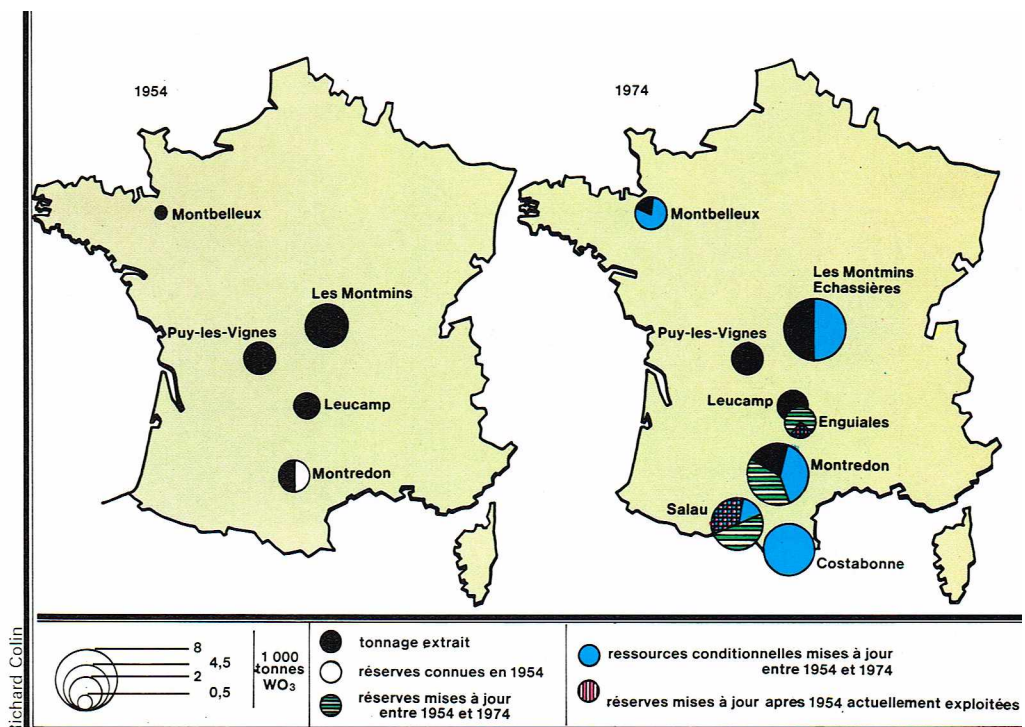 1954
Montbelleux
Les Montmins
Puy-les-Vignes
Leucamp
Montredon
1974
Montbelleux
Les Montmins
Echassières
Puy-les-Vignes
Leucamp
Enguiales
Montredon
Salau
Costabonne
Richard Colin
8
4,5
2
0,5
1 000
tonnes
WO₃
tonnage extrait
réserves connues en 1954
réserves mises à jour
entre 1954 et 1974
ressources conditionnelles mises à jour
entre 1954 et 1974
réserves mises à jour apres 1954, actuellement exploitées